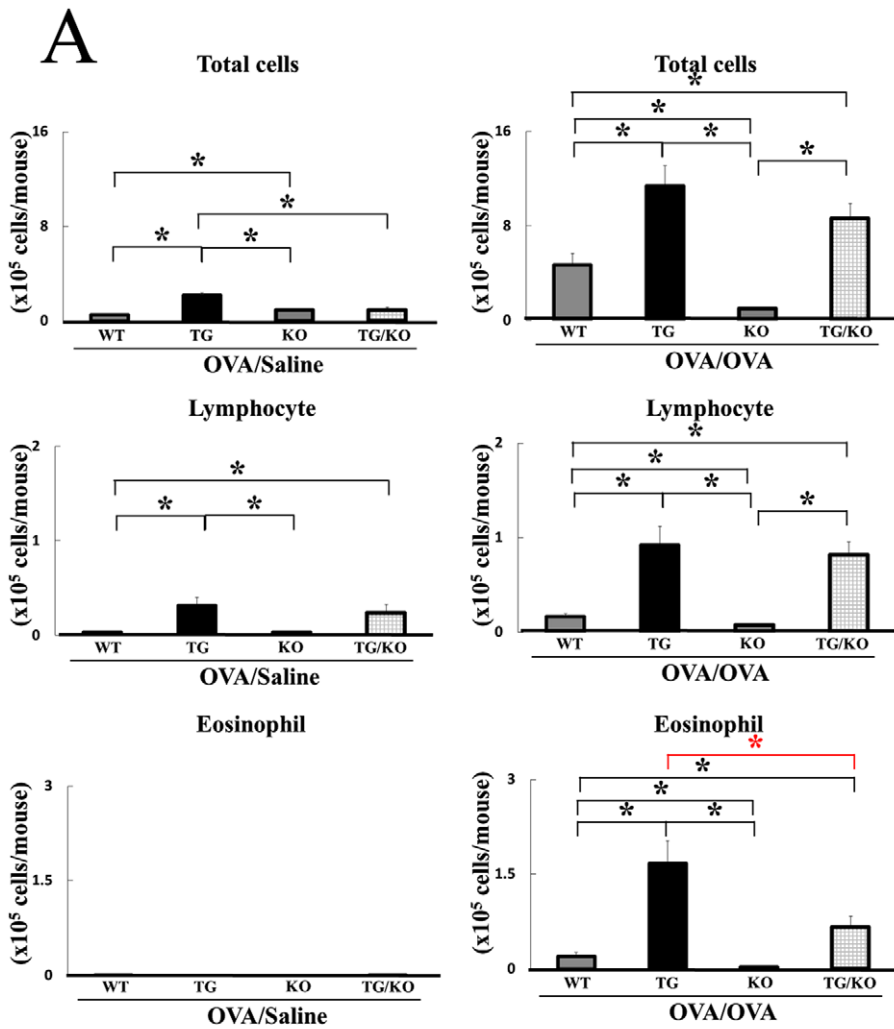 A
Total cells
(x10⁵ cells/mouse)
16
8
0
*
*
*
*
WT TG KO TG/KO
OVA/Saline
Total cells
(x10⁵ cells/mouse)
16
8
0
*
*
*
*
*
WT TG KO TG/KO
OVA/OVA
Lymphocyte
(x10⁵ cells/mouse)
2
1
0
*
*
*
WT TG KO TG/KO
OVA/Saline
Lymphocyte
(x10⁵ cells/mouse)
2
1
0
*
*
*
*
*
WT TG KO TG/KO
OVA/OVA
Eosinophil
(x10⁵ cells/mouse)
3
1.5
0
WT TG KO TG/KO
OVA/Saline
Eosinophil
(x10⁵ cells/mouse)
3
1.5
0
*
*
*
*
*
WT TG KO TG/KO
OVA/OVA